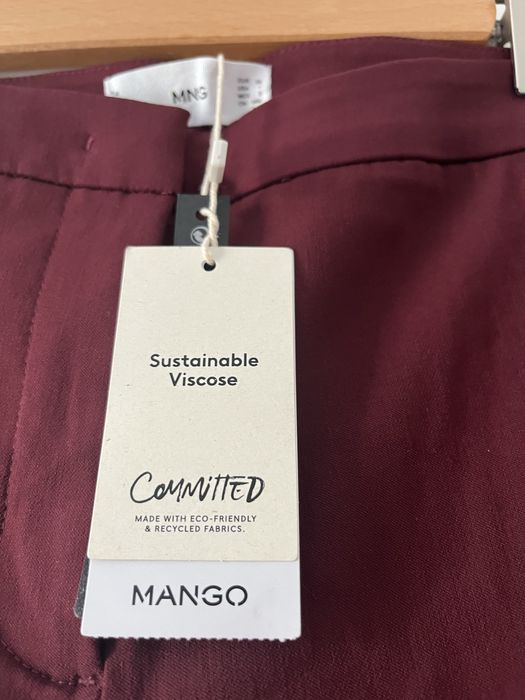 MNG
Sustainable
Viscose
COMMITTED
MADE WITH ECO-FRIENDLY
& RECYCLED FABRICS.
MANGO